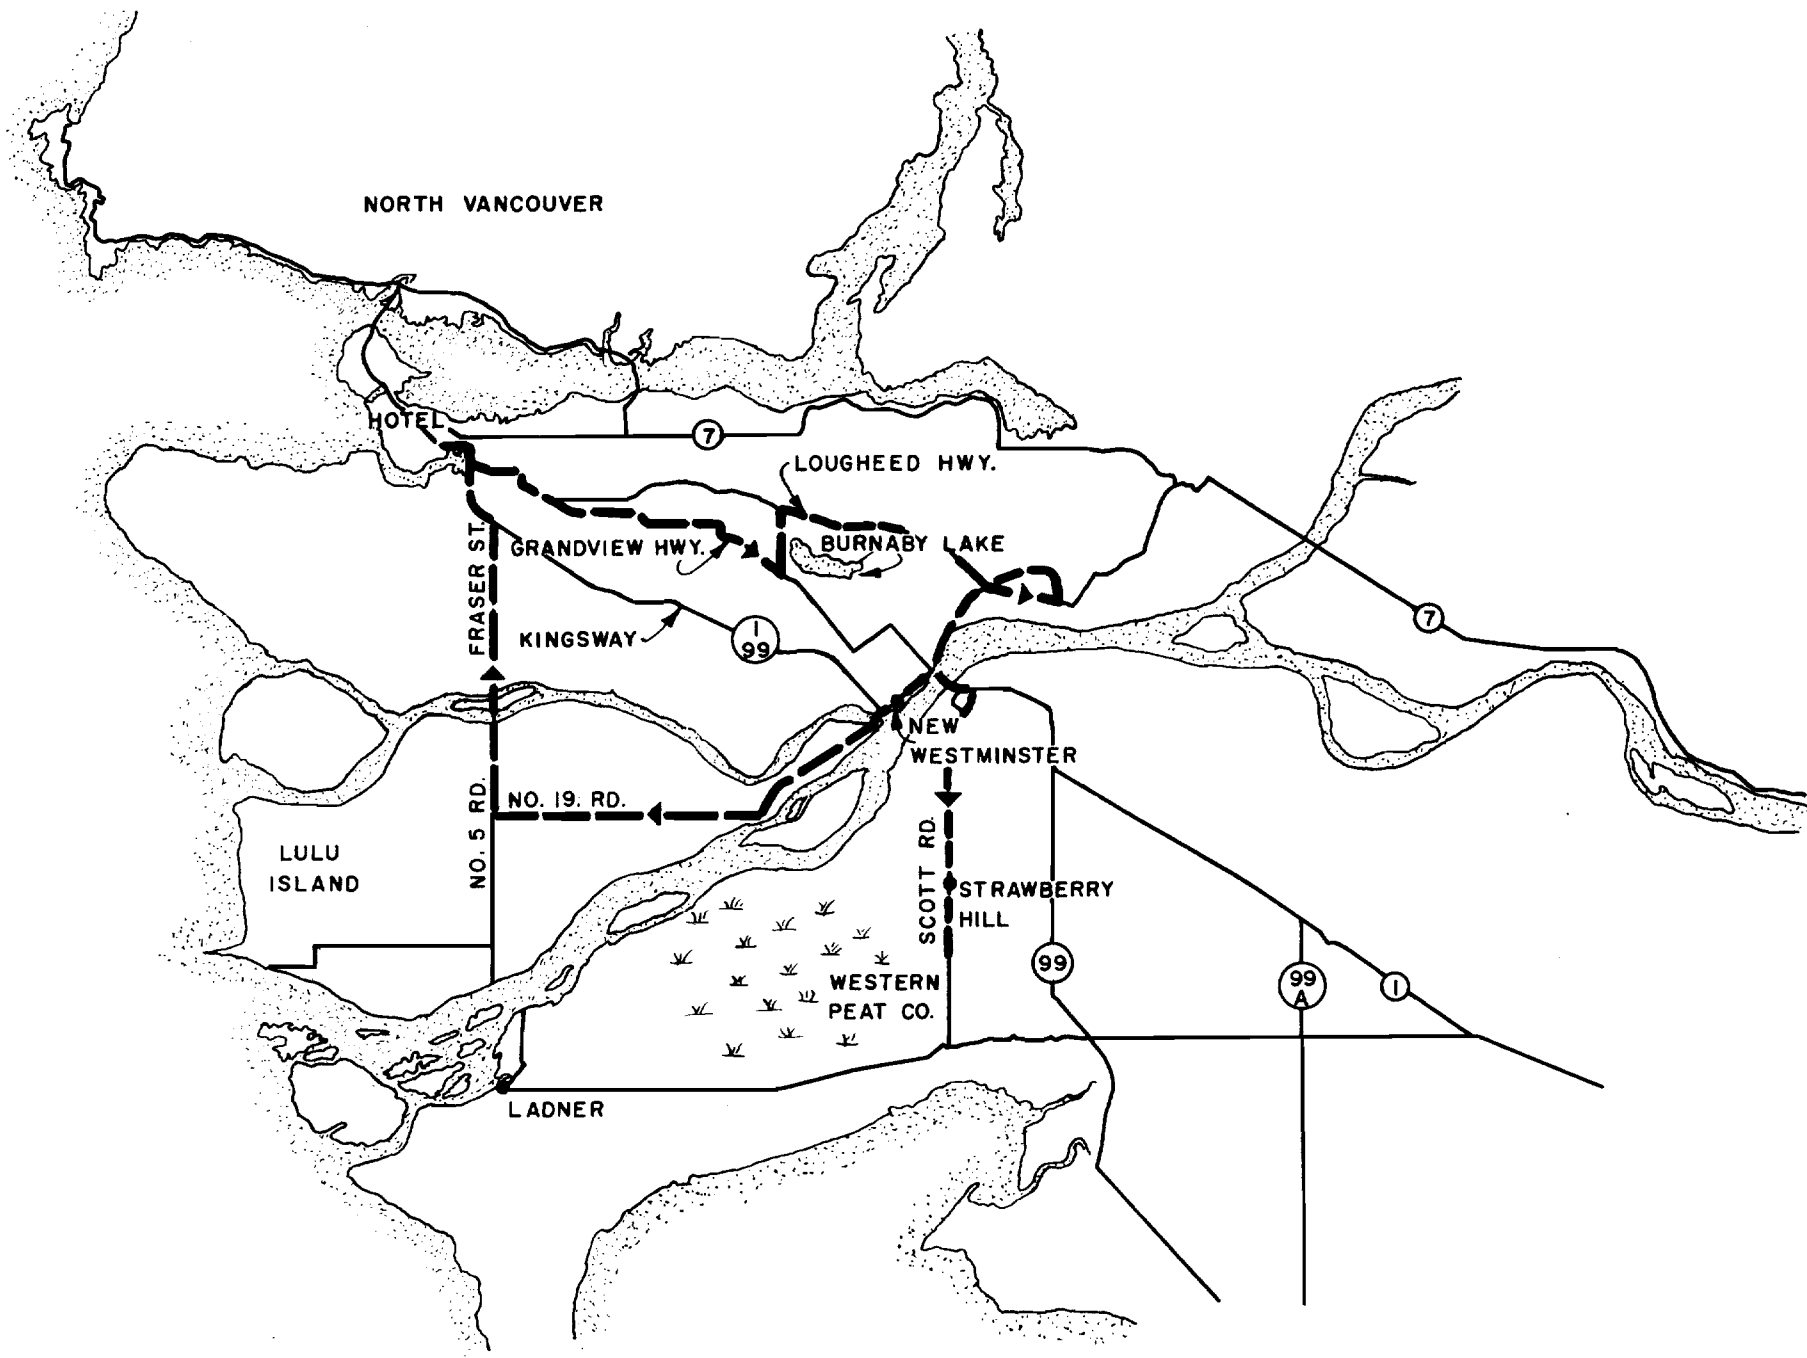 NORTH VANCOUVER
HOTEL
7
LOUGHEED HWY.
GRANDVIEW HWY.
BURNABY LAKE
FRASER ST.
KINGSWAY
1
99
7
NEW
WESTMINSTER
NO. 5 RD.
NO. 19. RD.
LULU
ISLAND
SCOTT RD.
STRAWBERRY
HILL
WESTERN
PEAT CO.
99
99
A
1
LADNER